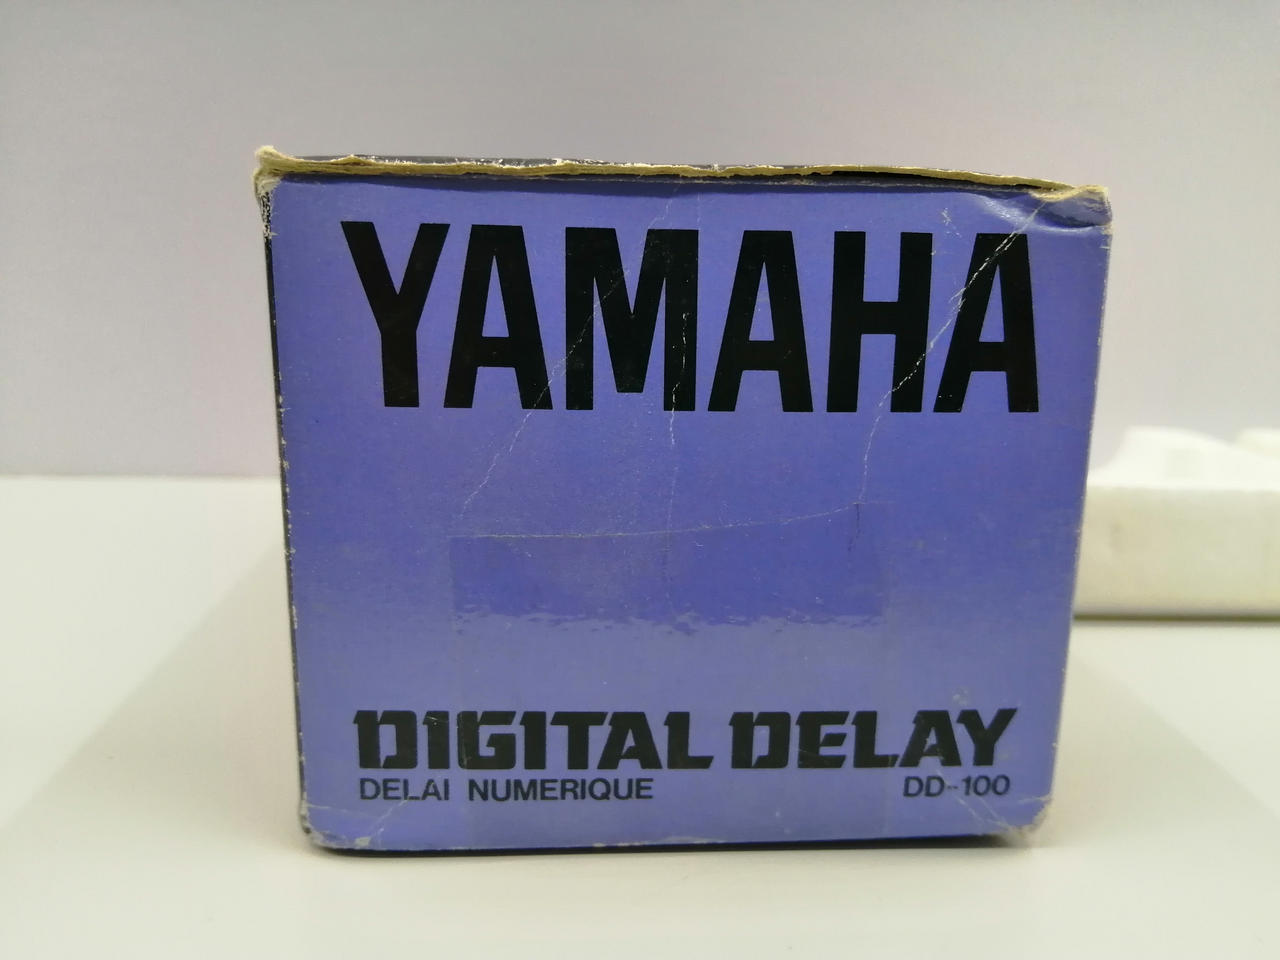 YAMAHA
DIGITAL DELAY
DELAI NUMERIQUE DD-100